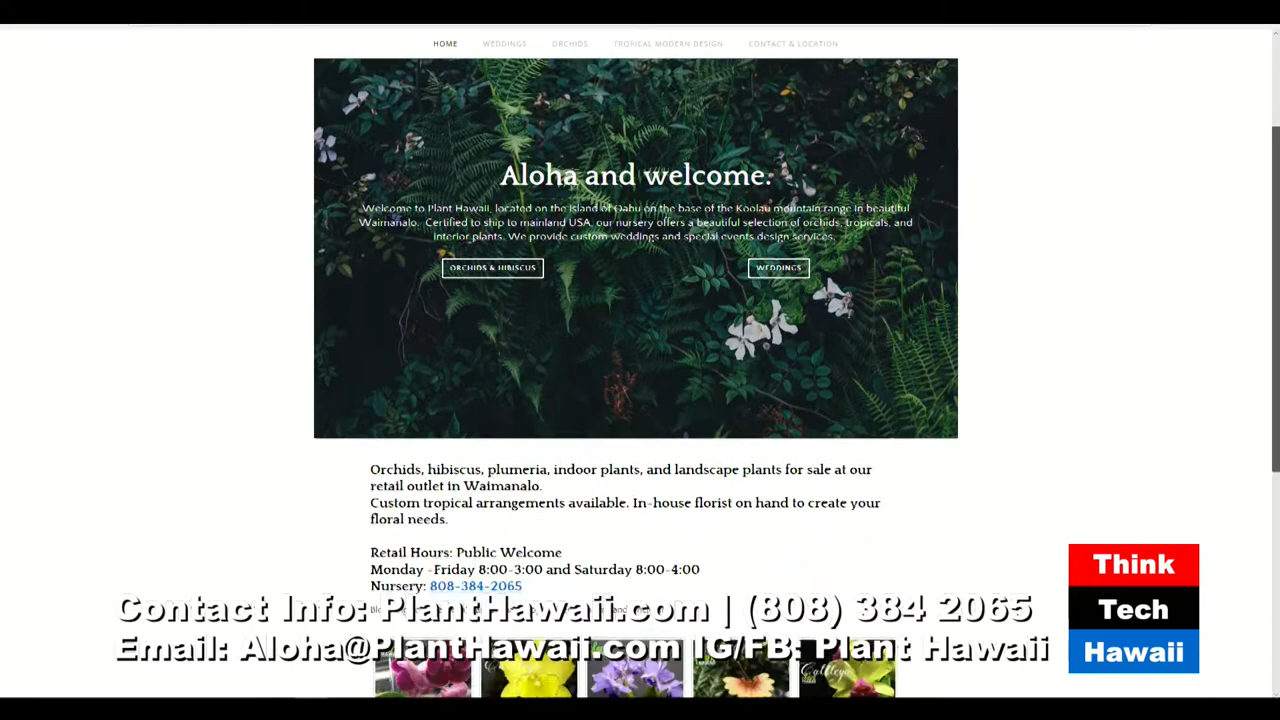 HOME WEDDINGS ORCHIDS TROPICAL MODERN DESIGN CONTACT & LOCATION
Aloha and welcome.
Welcome to Plant Hawaii, located on the island of Oahu on the base of the Koolau mountain range in beautiful
Waimanalo. Certified to ship to mainland USA, our nursery offers a beautiful selection of orchids, tropicals, and
interior plants. We provide custom weddings and special events design services.
ORCHIDS & HIBISCUS WEDDINGS
Orchids, hibiscus, plumeria, indoor plants, and landscape plants for sale at our
retail outlet in Waimanalo.
Custom tropical arrangements available. In-house florist on hand to create your
floral needs.
Retail Hours: Public Welcome
Monday -Friday 8:00-3:00 and Saturday 8:00-4:00
Nursery: 808-384-2065
Contact Info: PlantHawaii.com | (808) 384 2065
Email: Aloha@PlantHawaii.com IG/FB: Plant Hawaii
Think
Tech
Hawaii
Cattleya